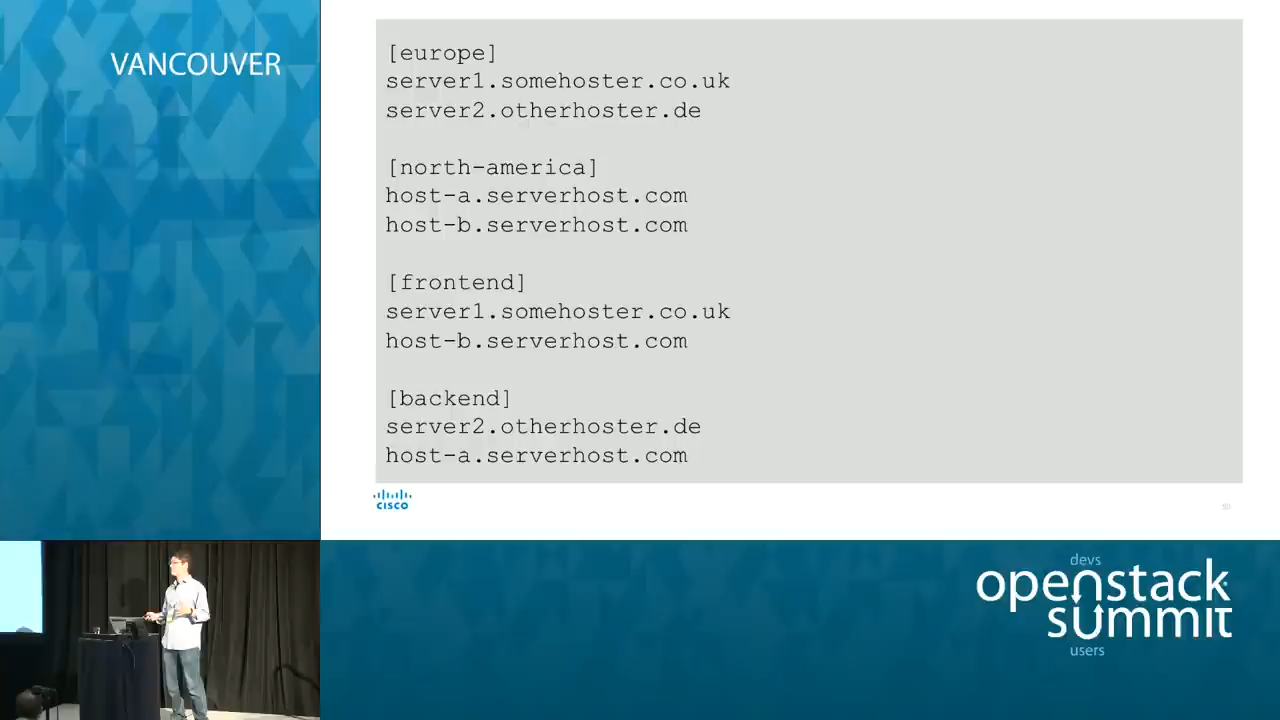 VANCOUVER
[europe]
server1.somehoster.co.uk
server2.otherhoster.de
[north-america]
host-a.serverhost.com
host-b.serverhost.com
[frontend]
server1.somehoster.co.uk
host-b.serverhost.com
[backend]
server2.otherhoster.de
host-a.serverhost.com
CISCO
devs
openstack
summit
users